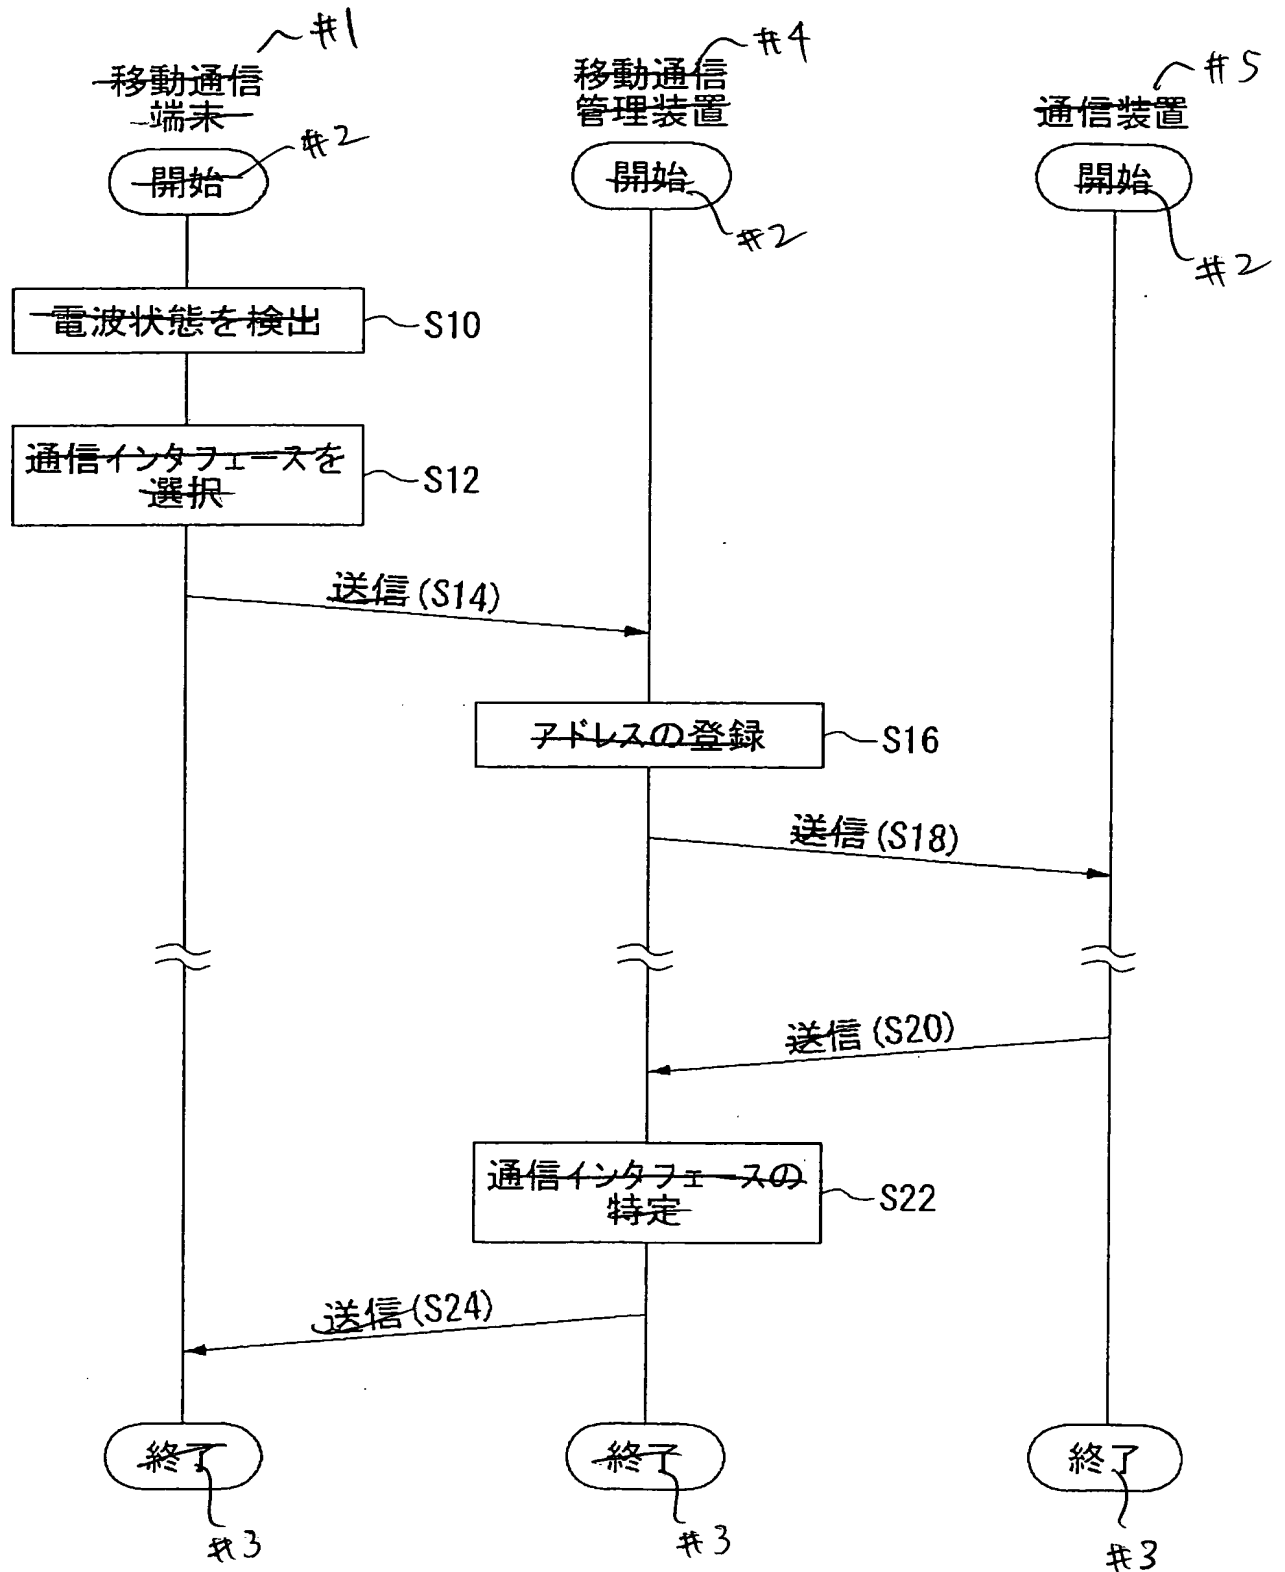 #1
移動通信
端末
#4
移動通信
管理装置
#5
通信装置
開始
#2
開始
#2
開始
#2
電波状態を検出
S10
通信インタフェースを
選択
S12
送信(S14)
アドレスの登録
S16
送信(S18)
送信(S20)
通信インタフェースの
特定
S22
送信(S24)
終了
#3
終了
#3
終了
#3